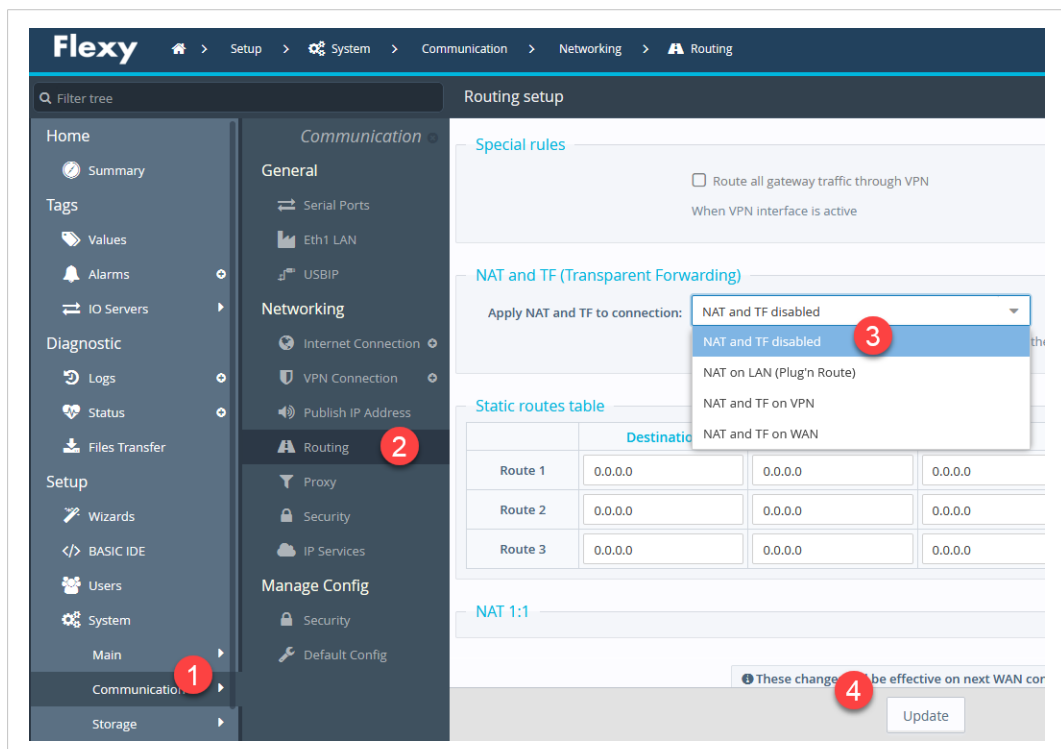 Flexy > Setup > System > Communication > Networking > Routing
Filter tree
Home
Summary
Tags
Values
Alarms
IO Servers
Diagnostic
Logs
Status
Files Transfer
Setup
Wizards
</> BASIC IDE
Users
System
Main
1
Communication
Storage
Communication
General
Serial Ports
Eth1 LAN
USBIP
Networking
Internet Connection
VPN Connection
Publish IP Address
Routing 2
Proxy
Security
IP Services
Manage Config
Security
Default Config
Routing setup
Special rules
Route all gateway traffic through VPN
When VPN interface is active
NAT and TF (Transparent Forwarding)
Apply NAT and TF to connection: NAT and TF disabled
NAT and TF disabled 3
NAT on LAN (Plug'n Route)
NAT and TF on VPN
NAT and TF on WAN
Static routes table
Route 1 0.0.0.0 0.0.0.0 0.0.0.0
Route 2 0.0.0.0 0.0.0.0 0.0.0.0
Route 3 0.0.0.0 0.0.0.0 0.0.0.0
NAT 1:1
These be effective on next WAN
4
Update